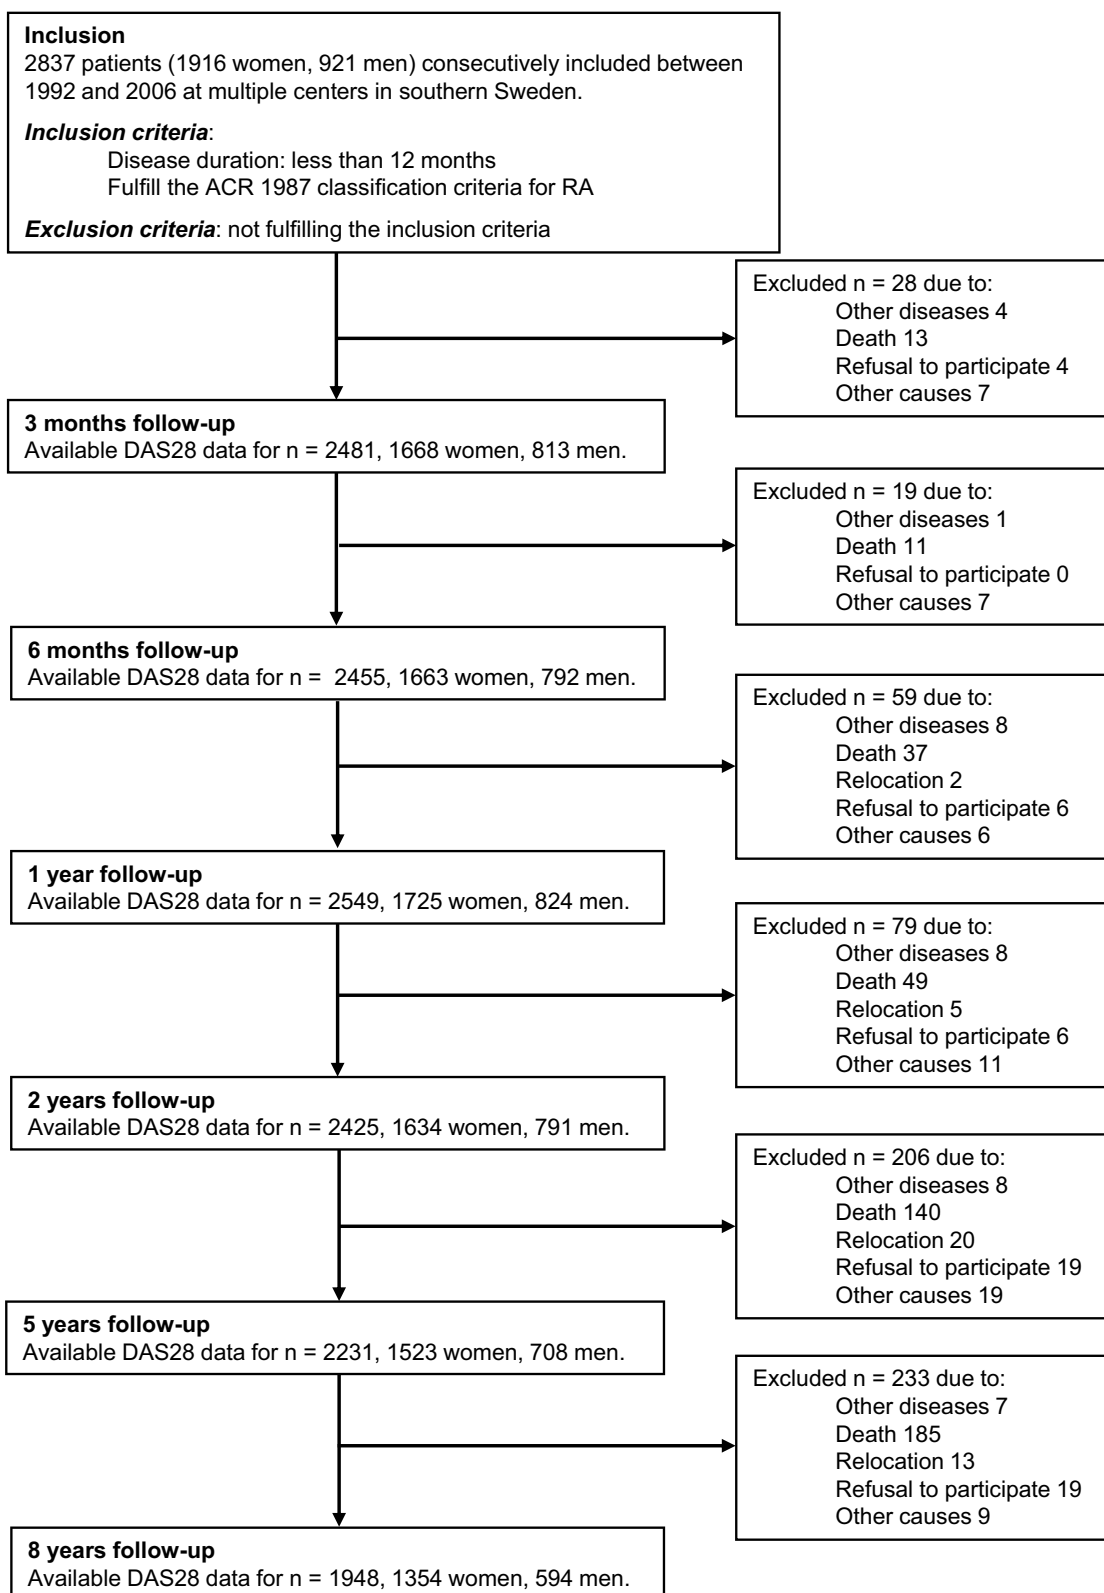 Inclusion
2837 patients (1916 women, 921 men) consecutively included between
1992 and 2006 at multiple centers in southern Sweden.
Inclusion criteria:
Disease duration: less than 12 months
Fulfill the ACR 1987 classification criteria for RA
Exclusion criteria: not fulfilling the inclusion criteria
Excluded n = 28 due to:
Other diseases 4
Death 13
Refusal to participate 4
Other causes 7
3 months follow-up
Available DAS28 data for n = 2481, 1668 women, 813 men.
Excluded n = 19 due to:
Other diseases 1
Death 11
Refusal to participate 0
Other causes 7
6 months follow-up
Available DAS28 data for n =  2455, 1663 women, 792 men.
Excluded n = 59 due to:
Other diseases 8
Death 37
Relocation 2
Refusal to participate 6
Other causes 6
1 year follow-up
Available DAS28 data for n = 2549, 1725 women, 824 men.
Excluded n = 79 due to:
Other diseases 8
Death 49
Relocation 5
Refusal to participate 6
Other causes 11
2 years follow-up
Available DAS28 data for n = 2425, 1634 women, 791 men.
Excluded n = 206 due to:
Other diseases 8
Death 140
Relocation 20
Refusal to participate 19
Other causes 19
5 years follow-up
Available DAS28 data for n = 2231, 1523 women, 708 men.
Excluded n = 233 due to:
Other diseases 7
Death 185
Relocation 13
Refusal to participate 19
Other causes 9
8 years follow-up
Available DAS28 data for n = 1948, 1354 women, 594 men.